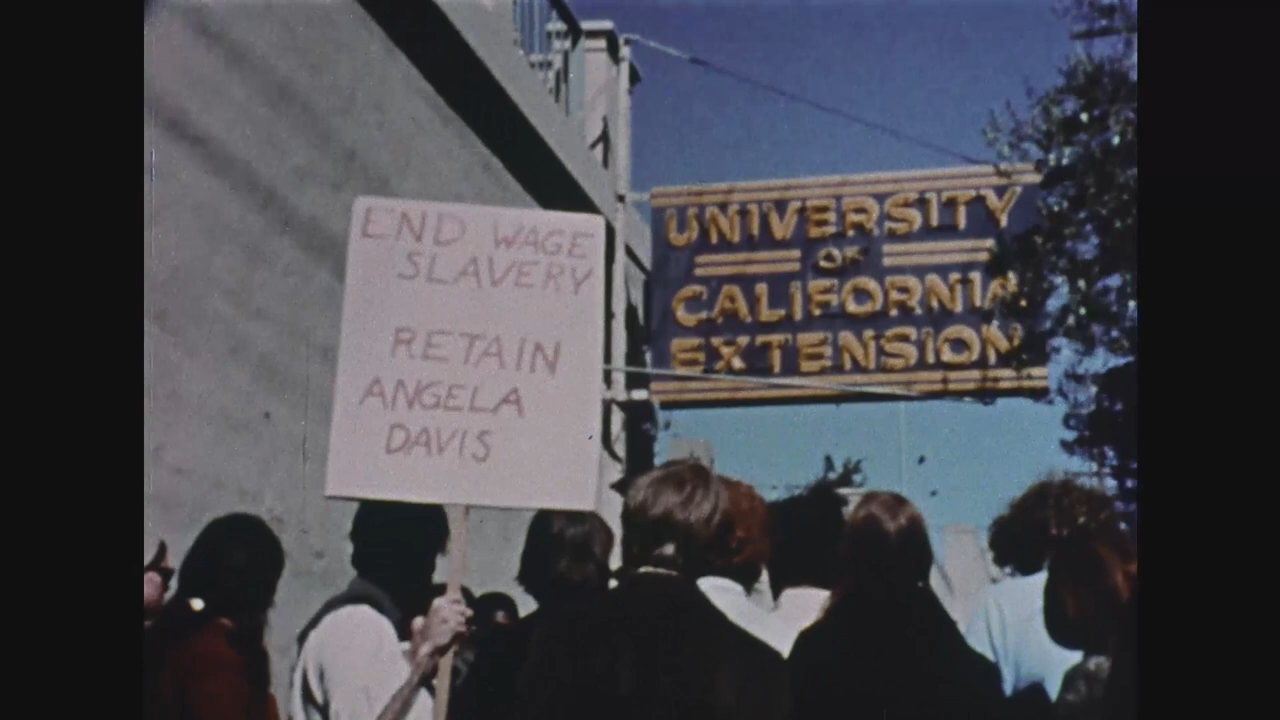 END WAGE
SLAVERY
RETAIN
ANGELA
DAVIS
UNIVERSITY
OF
CALIFORNIA
EXTENSION